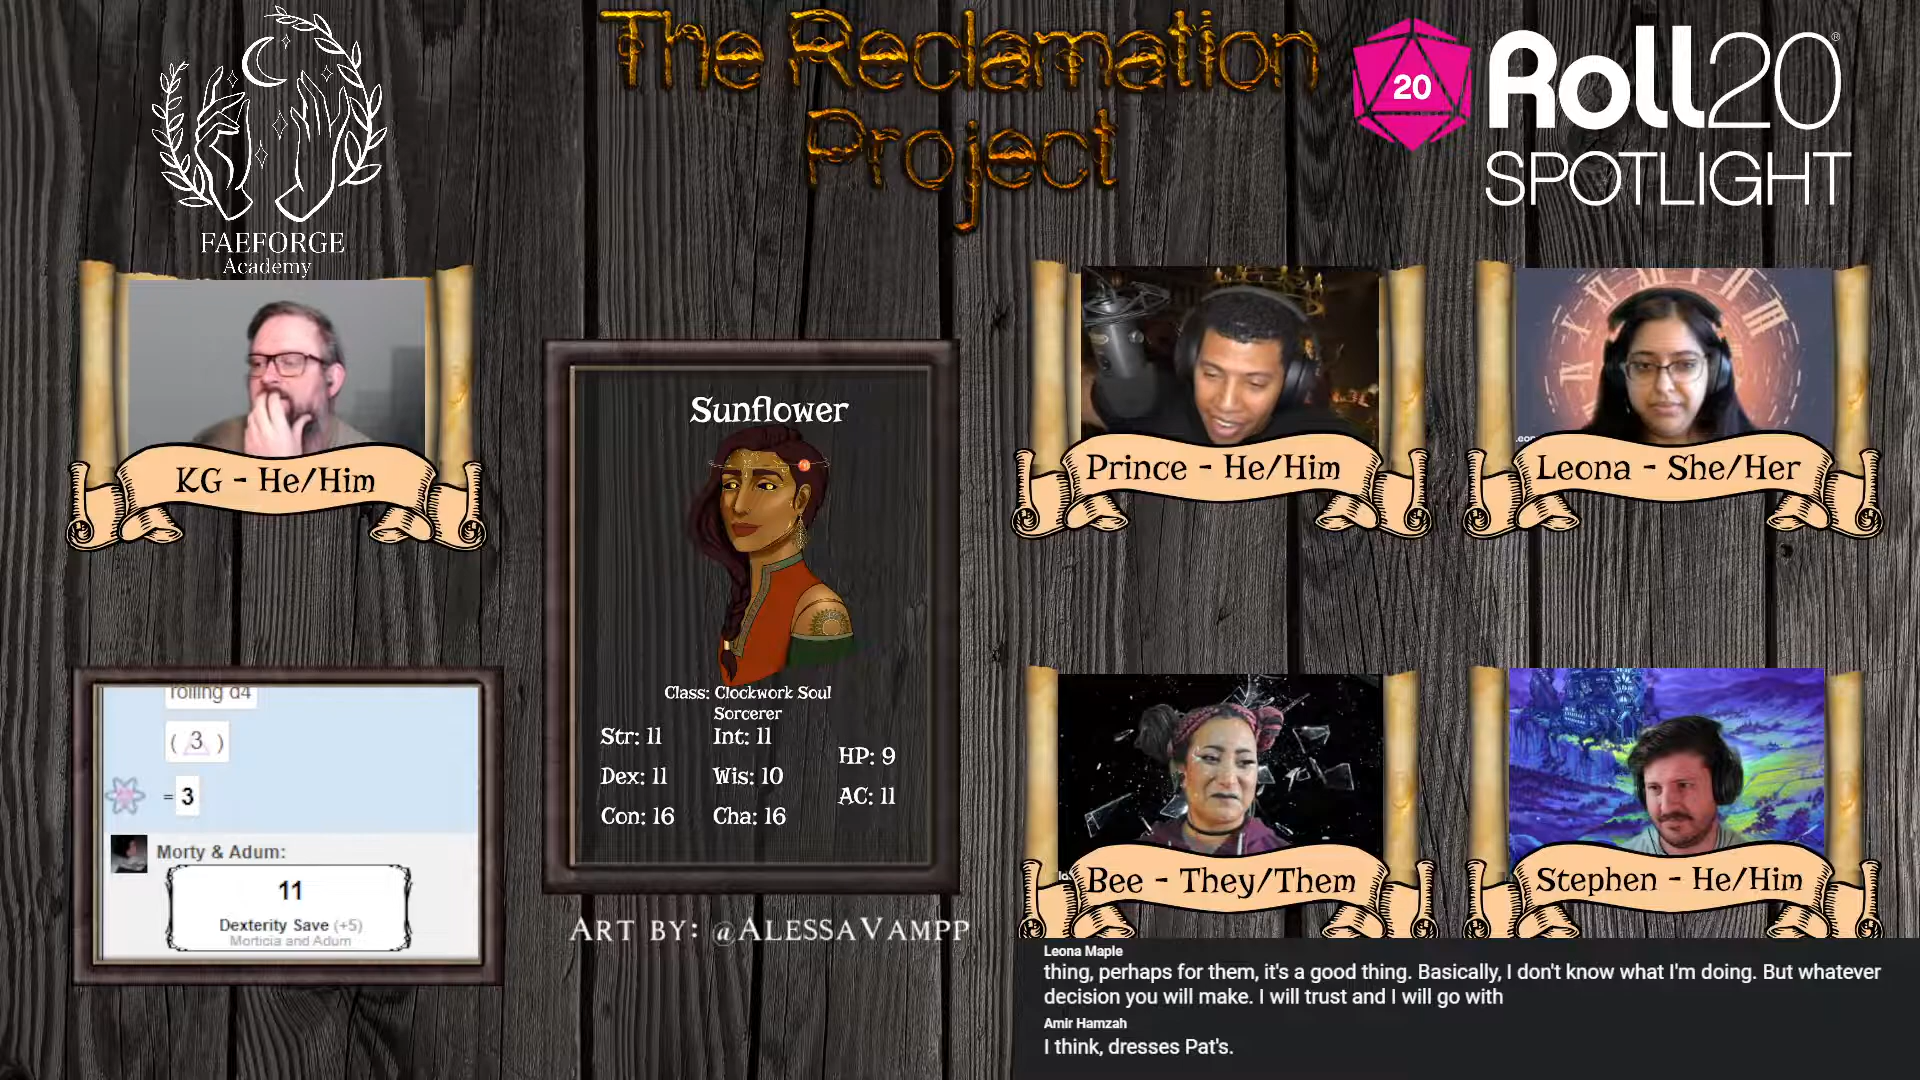 The Reclamation
Project
20
Roll20®
SPOTLIGHT
FAEFORGE
Academy
KG - He/Him
Prince - He/Him
Leona - She/Her
Sunflower
Class: Clockwork Soul
Sorcerer
Str: 11
Int: 11
HP: 9
Dex: 11
Wis: 10
AC: 11
Con: 16
Cha: 16
rolling d4
( 3 )
= 3
Morty & Adum:
11
Dexterity Save (+5)
Morticia and Adum
ART BY: @ALESSAVAMPP
Bee - They/Them
Stephen - He/Him
Leona Maple
thing, perhaps for them, it's a good thing. Basically, I don't know what I'm doing. But whatever
decision you will make. I will trust and I will go with
Amir Hamzah
I think, dresses Pat's.